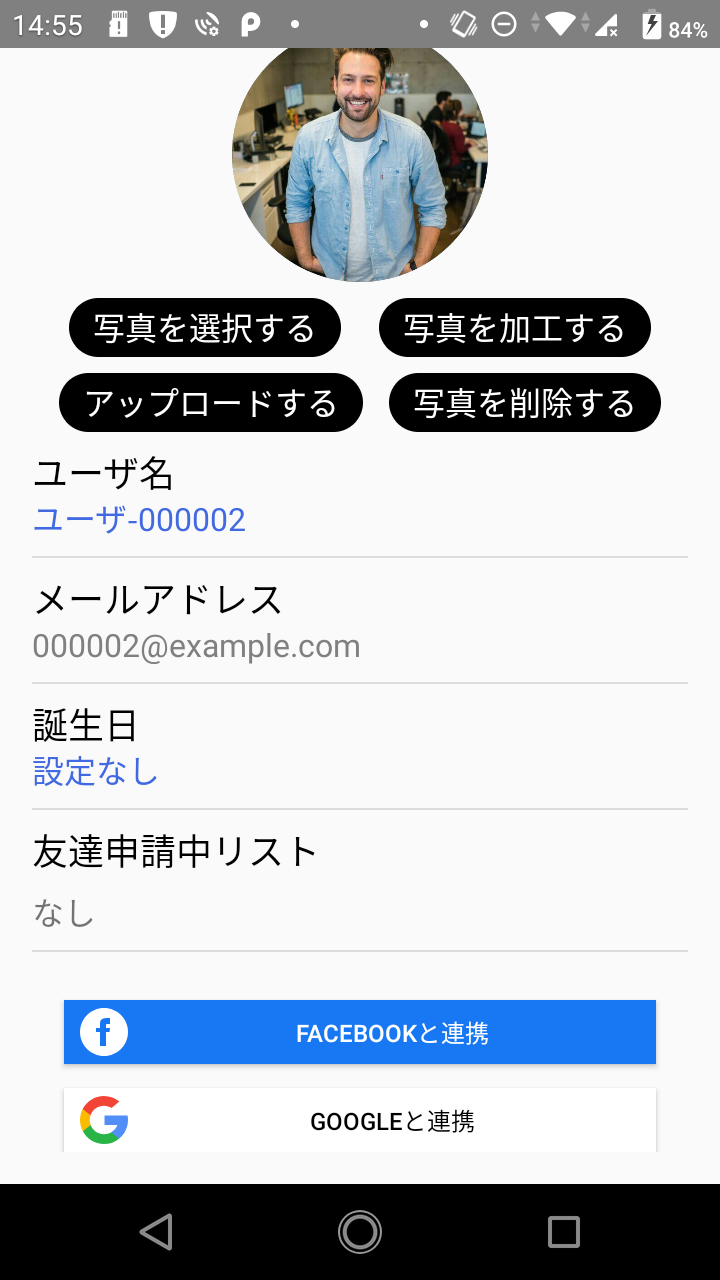 14:55
84%
写真を選択する
写真を加工する
アップロードする
写真を削除する
ユーザ名
ユーザ-000002
メールアドレス
000002@example.com
誕生日
設定なし
友達申請中リスト
なし
FACEBOOKと連携
GOOGLEと連携